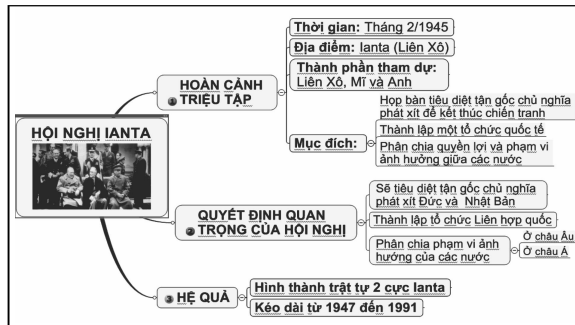 HỘI NGHỊ IANTA
HOÀN CẢNH
1 TRIỆU TẬP
Thời gian: Tháng 2/1945
Địa điểm: Ianta (Liên Xô)
Thành phần tham dự:
Liên Xô, Mĩ và Anh
Mục đích:
Họp bàn tiêu diệt tận gốc chủ nghĩa
phát xít để kết thúc chiến tranh
Thành lập một tổ chức quốc tế
Phân chia quyền lợi và phạm vi
ảnh hưởng giữa các nước
QUYẾT ĐỊNH QUAN
2 TRỌNG CỦA HỘI NGHỊ
Sẽ tiêu diệt tận gốc chủ nghĩa
phát xít Đức và Nhật Bản
Thành lập tổ chức Liên hợp quốc
Phân chia phạm vi ảnh
hướng của các nước
Ở châu Âu
Ở châu Á
3 HỆ QUẢ
Hình thành trật tự 2 cực Ianta
Kéo dài từ 1947 đến 1991